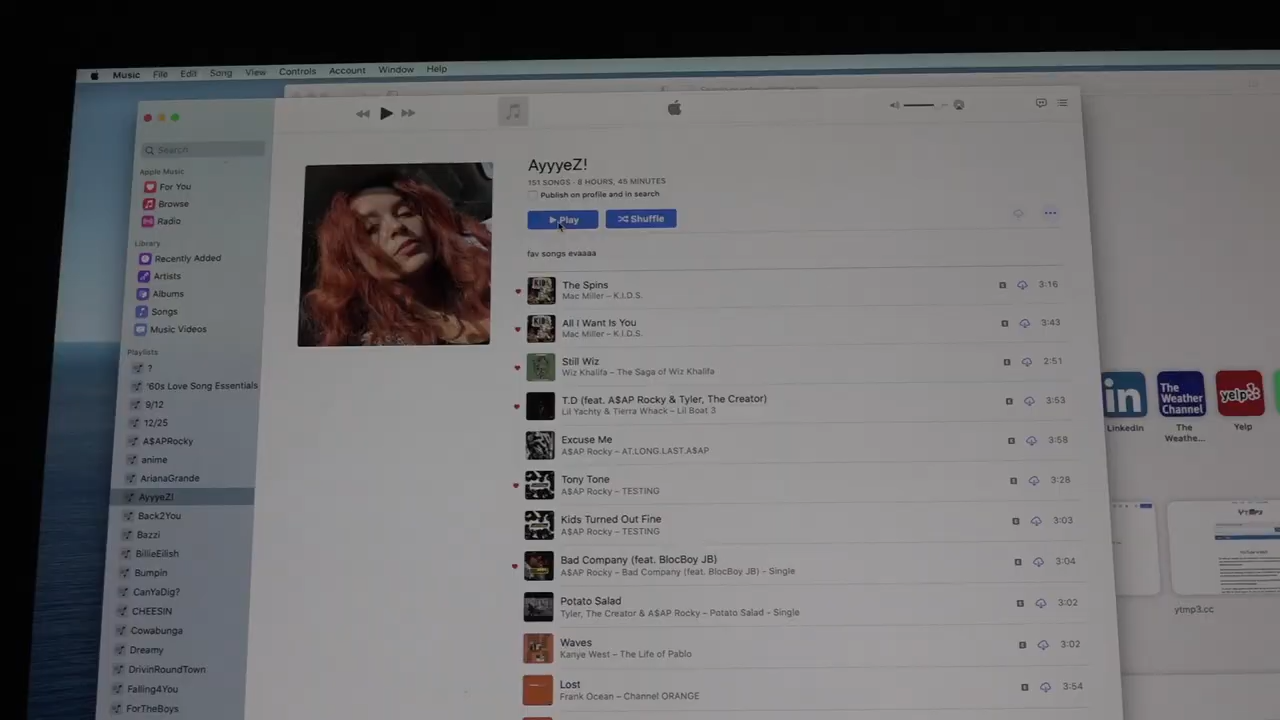 Music File Edit Song View Controls Account Window Help
Search
Apple Music
For You
Browse
Radio
Library
Recently Added
Artists
Albums
Songs
Music Videos
Playlists
?
'60s Love Song Essentials
9/12
12/25
A$APRocky
anime
ArianaGrande
AyyyeZ!
Back2You
Bazzi
BillieEilish
Bumpin
CanYaDig?
CHEESIN
Cowabunga
Dreamy
DrivinRoundTown
Falling4You
ForTheBoys
AyyyeZ!
151 SONGS • 8 HOURS, 45 MINUTES
Publish on profile and in search
Play Shuffle
fav songs evaaaa
The Spins
Mac Miller – K.I.D.S.
E 3:16
All I Want Is You
Mac Miller – K.I.D.S.
E 3:43
Still Wiz
Wiz Khalifa – The Saga of Wiz Khalifa
E 2:51
T.D (feat. A$AP Rocky & Tyler, The Creator)
Lil Yachty & Tierra Whack – Lil Boat 3
E 3:53
Excuse Me
A$AP Rocky – AT.LONG.LAST.A$AP
E 3:58
Tony Tone
A$AP Rocky – TESTING
E 3:28
Kids Turned Out Fine
A$AP Rocky – TESTING
E 3:03
Bad Company (feat. BlocBoy JB)
A$AP Rocky – Bad Company (feat. BlocBoy JB) - Single
E 3:04
Potato Salad
Tyler, The Creator & A$AP Rocky – Potato Salad - Single
E 3:02
Waves
Kanye West – The Life of Pablo
E 3:02
Lost
Frank Ocean – Channel ORANGE
E 3:54
in
LinkedIn
The
Weather
Channel
The
Weathe...
yelp
Yelp
ytmp3.cc